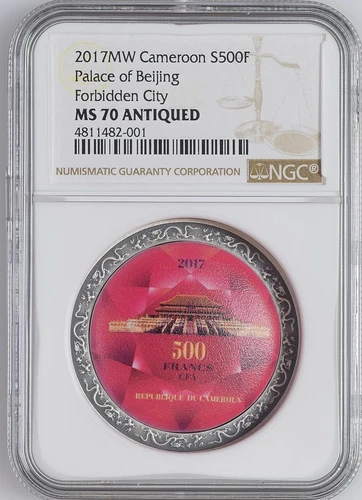 2017MW Cameroon S500F
Palace of Beijing
Forbidden City
MS 70 ANTIQUED
4811482-001
NUMISMATIC GUARANTY CORPORATION NGC®
2017
500
FRANCS
CFA
REPUBLIQUE DU CAMEROUN